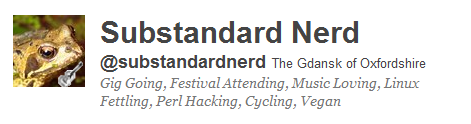 Substandard Nerd
@substandardnerd The Gdansk of Oxfordshire
Gig Going, Festival Attending, Music Loving, Linux
Fettling, Perl Hacking, Cycling, Vegan